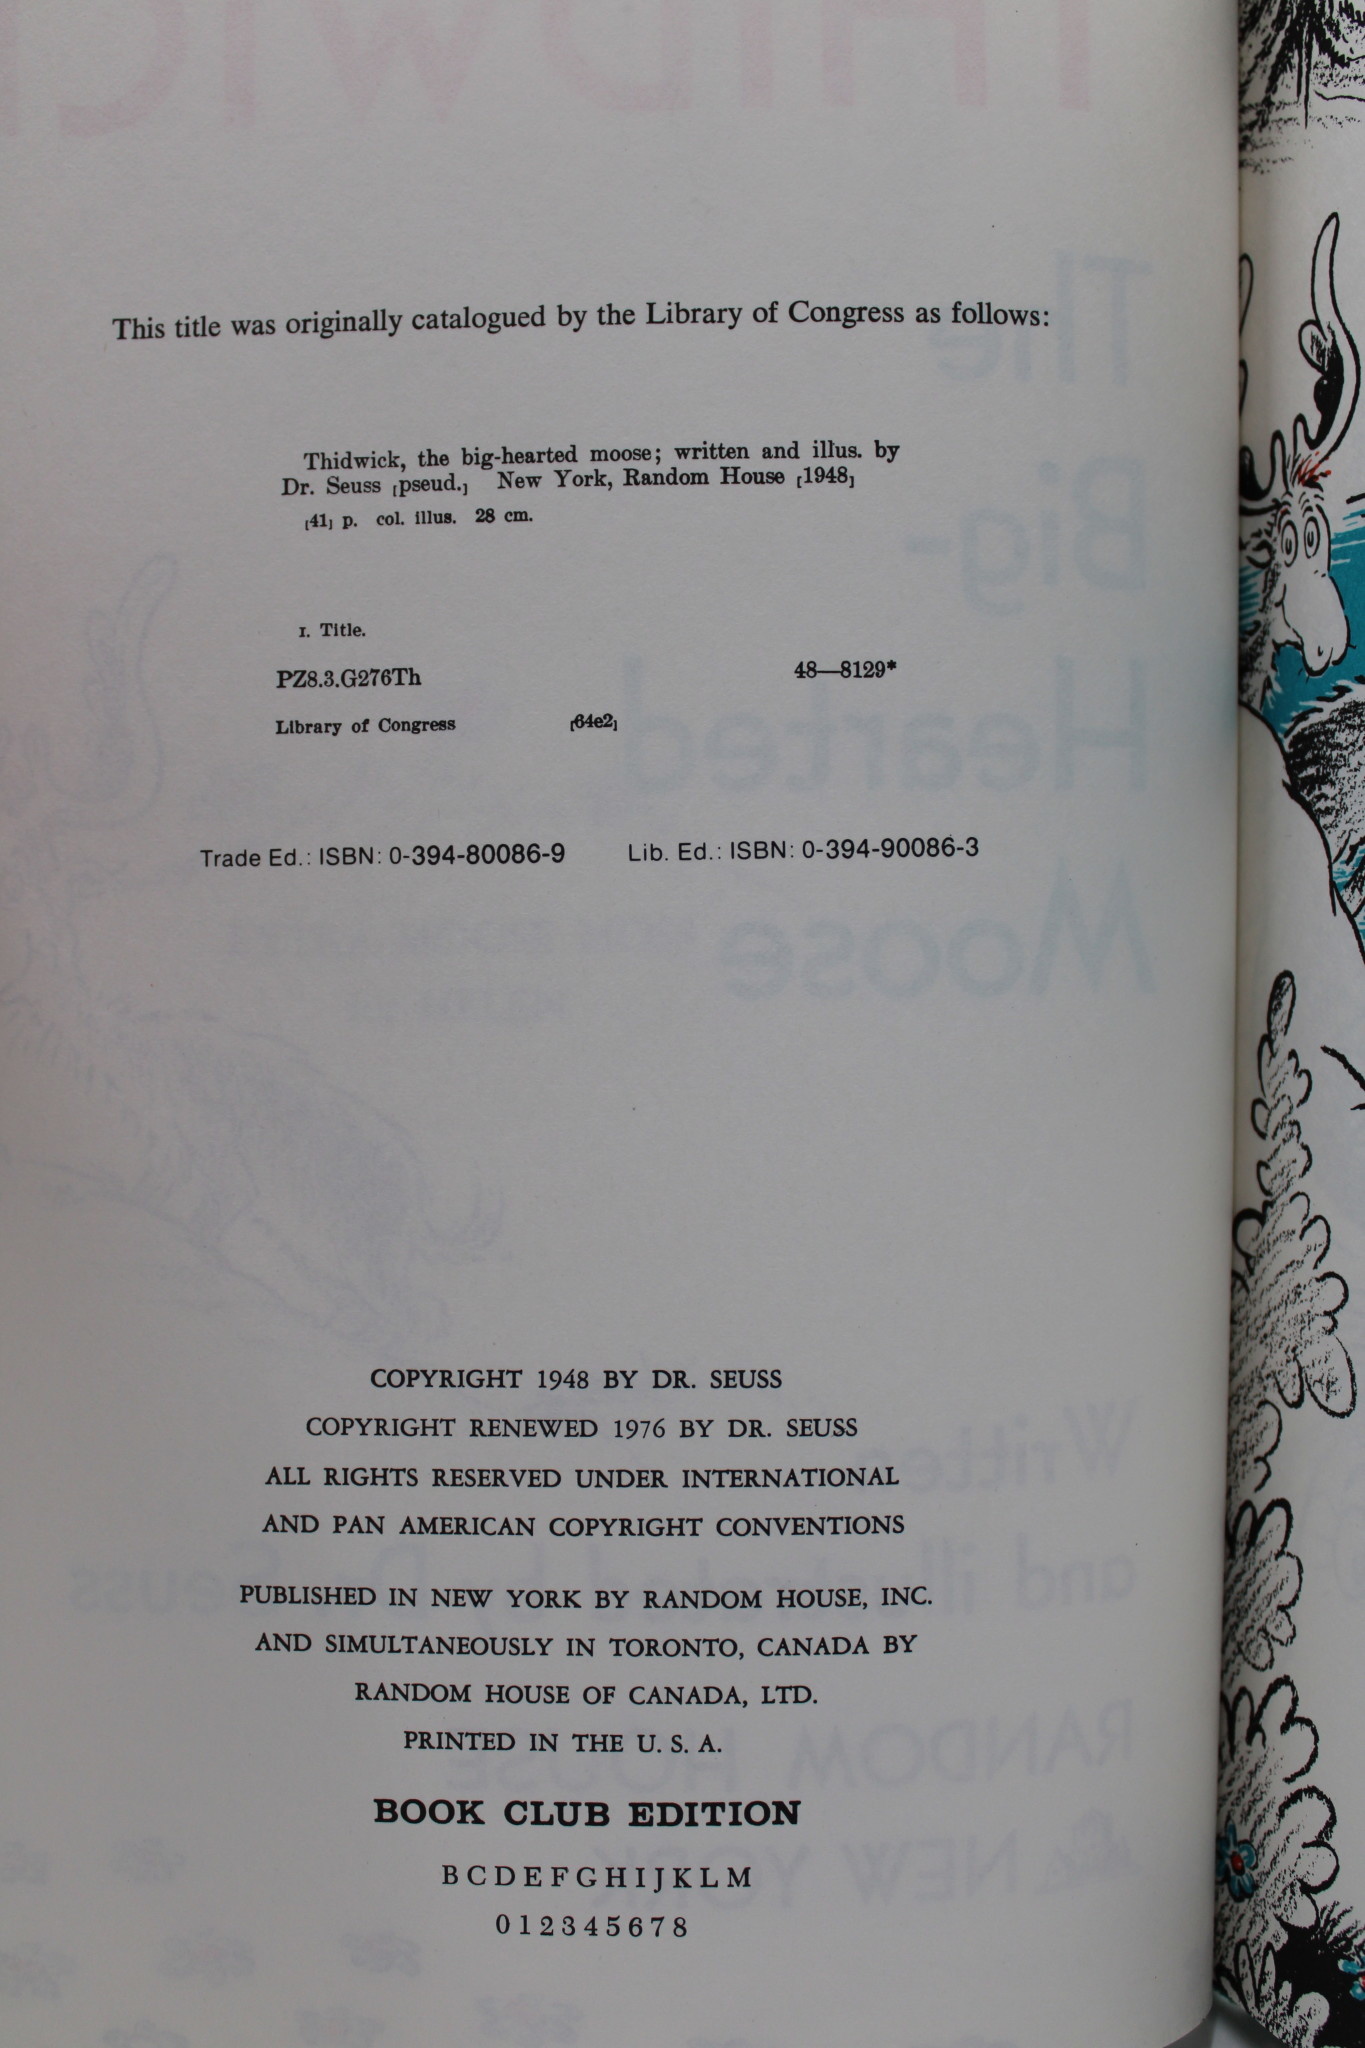 This title was originally catalogued by the Library of Congress as follows:
Thidwick, the big-hearted moose; written and illus. by
Dr. Seuss [pseud.] New York, Random House [1948]
[41] p. col. illus. 28 cm.
I. Title.
PZ8.3.G276Th 48—8129*
Library of Congress [64e2]
Trade Ed.: ISBN: 0-394-80086-9 Lib. Ed.: ISBN: 0-394-90086-3
COPYRIGHT 1948 BY DR. SEUSS
COPYRIGHT RENEWED 1976 BY DR. SEUSS
ALL RIGHTS RESERVED UNDER INTERNATIONAL
AND PAN AMERICAN COPYRIGHT CONVENTIONS
PUBLISHED IN NEW YORK BY RANDOM HOUSE, INC.
AND SIMULTANEOUSLY IN TORONTO, CANADA BY
RANDOM HOUSE OF CANADA, LTD.
PRINTED IN THE U. S. A.
BOOK CLUB EDITION
B C D E F G H I J K L M
0 1 2 3 4 5 6 7 8